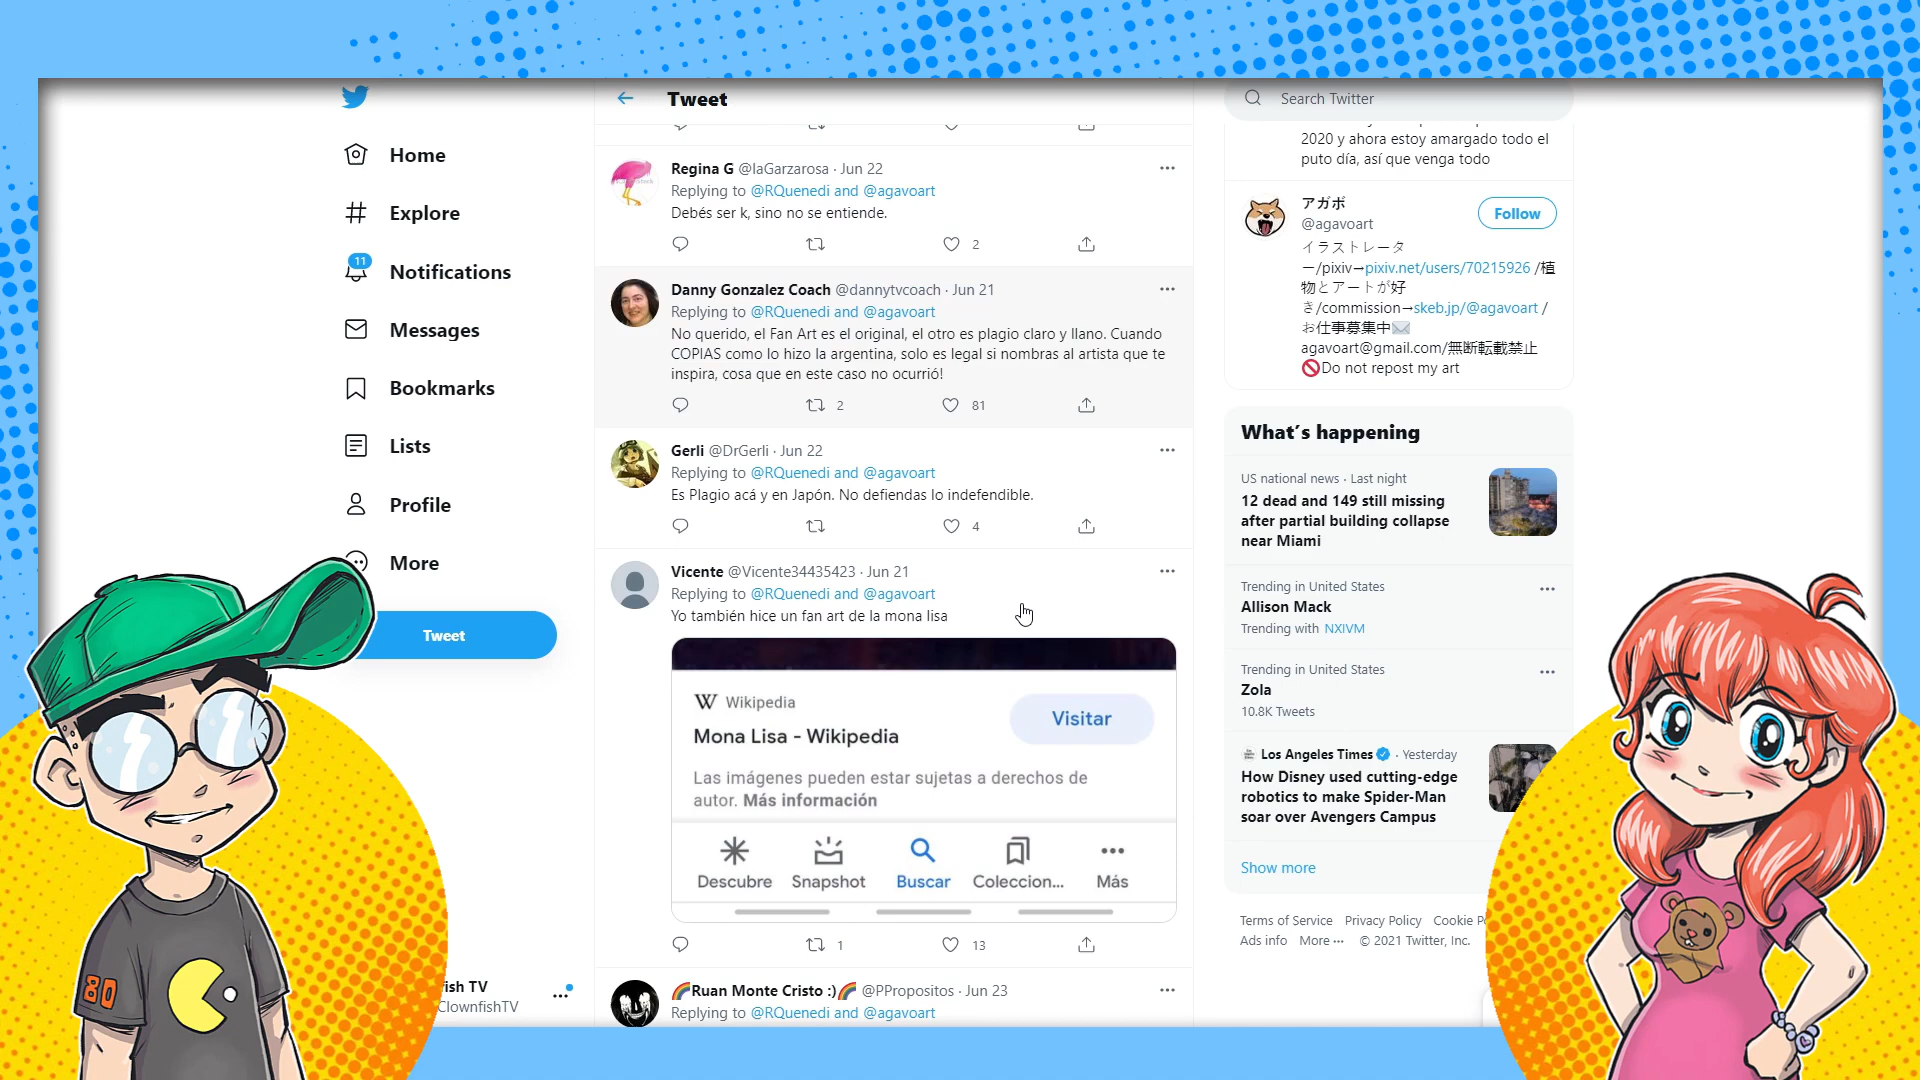 Home
Explore
11
Notifications
Messages
Bookmarks
Lists
Profile
More
Tweet
fish TV
ClownfishTV
80
Tweet
Regina G @laGarzarosa · Jun 22
Replying to @RQuenedi and @agavoart
Debés ser k, sino no se entiende.
2
Danny Gonzalez Coach @dannytvcoach · Jun 21
Replying to @RQuenedi and @agavoart
No querido, el Fan Art es el original, el otro es plagio claro y llano. Cuando
COPIAS como lo hizo la argentina, solo es legal si nombras al artista que te
inspira, cosa que en este caso no ocurrió!
2 81
Gerli @DrGerli · Jun 22
Replying to @RQuenedi and @agavoart
Es Plagio acá y en Japón. No defiendas lo indefendible.
4
Vicente @Vicente34435423 · Jun 21
Replying to @RQuenedi and @agavoart
Yo también hice un fan art de la mona lisa
W Wikipedia
Visitar
Mona Lisa - Wikipedia
Las imágenes pueden estar sujetas a derechos de
autor. Más información
Descubre Snapshot Buscar Coleccion... Más
1 13
🌈Ruan Monte Cristo :)🌈 @PPropositos · Jun 23
Replying to @RQuenedi and @agavoart
Search Twitter
2020 y ahora estoy amargado todo el
puto día, así que venga todo
アガボ
@agavoart
Follow
イラストレータ
ー/pixiv→pixiv.net/users/70215926 /植
物とアートが好
き/commission→skeb.jp/@agavoart /
お仕事募集中✉️
agavoart@gmail.com/無断転載禁止
🚫Do not repost my art
What's happening
US national news · Last night
12 dead and 149 still missing
after partial building collapse
near Miami
Trending in United States
Allison Mack
Trending with NXIVM
Trending in United States
Zola
10.8K Tweets
Los Angeles Times · Yesterday
How Disney used cutting-edge
robotics to make Spider-Man
soar over Avengers Campus
Show more
Terms of Service Privacy Policy Cookie
Ads info More ··· © 2021 Twitter, Inc.